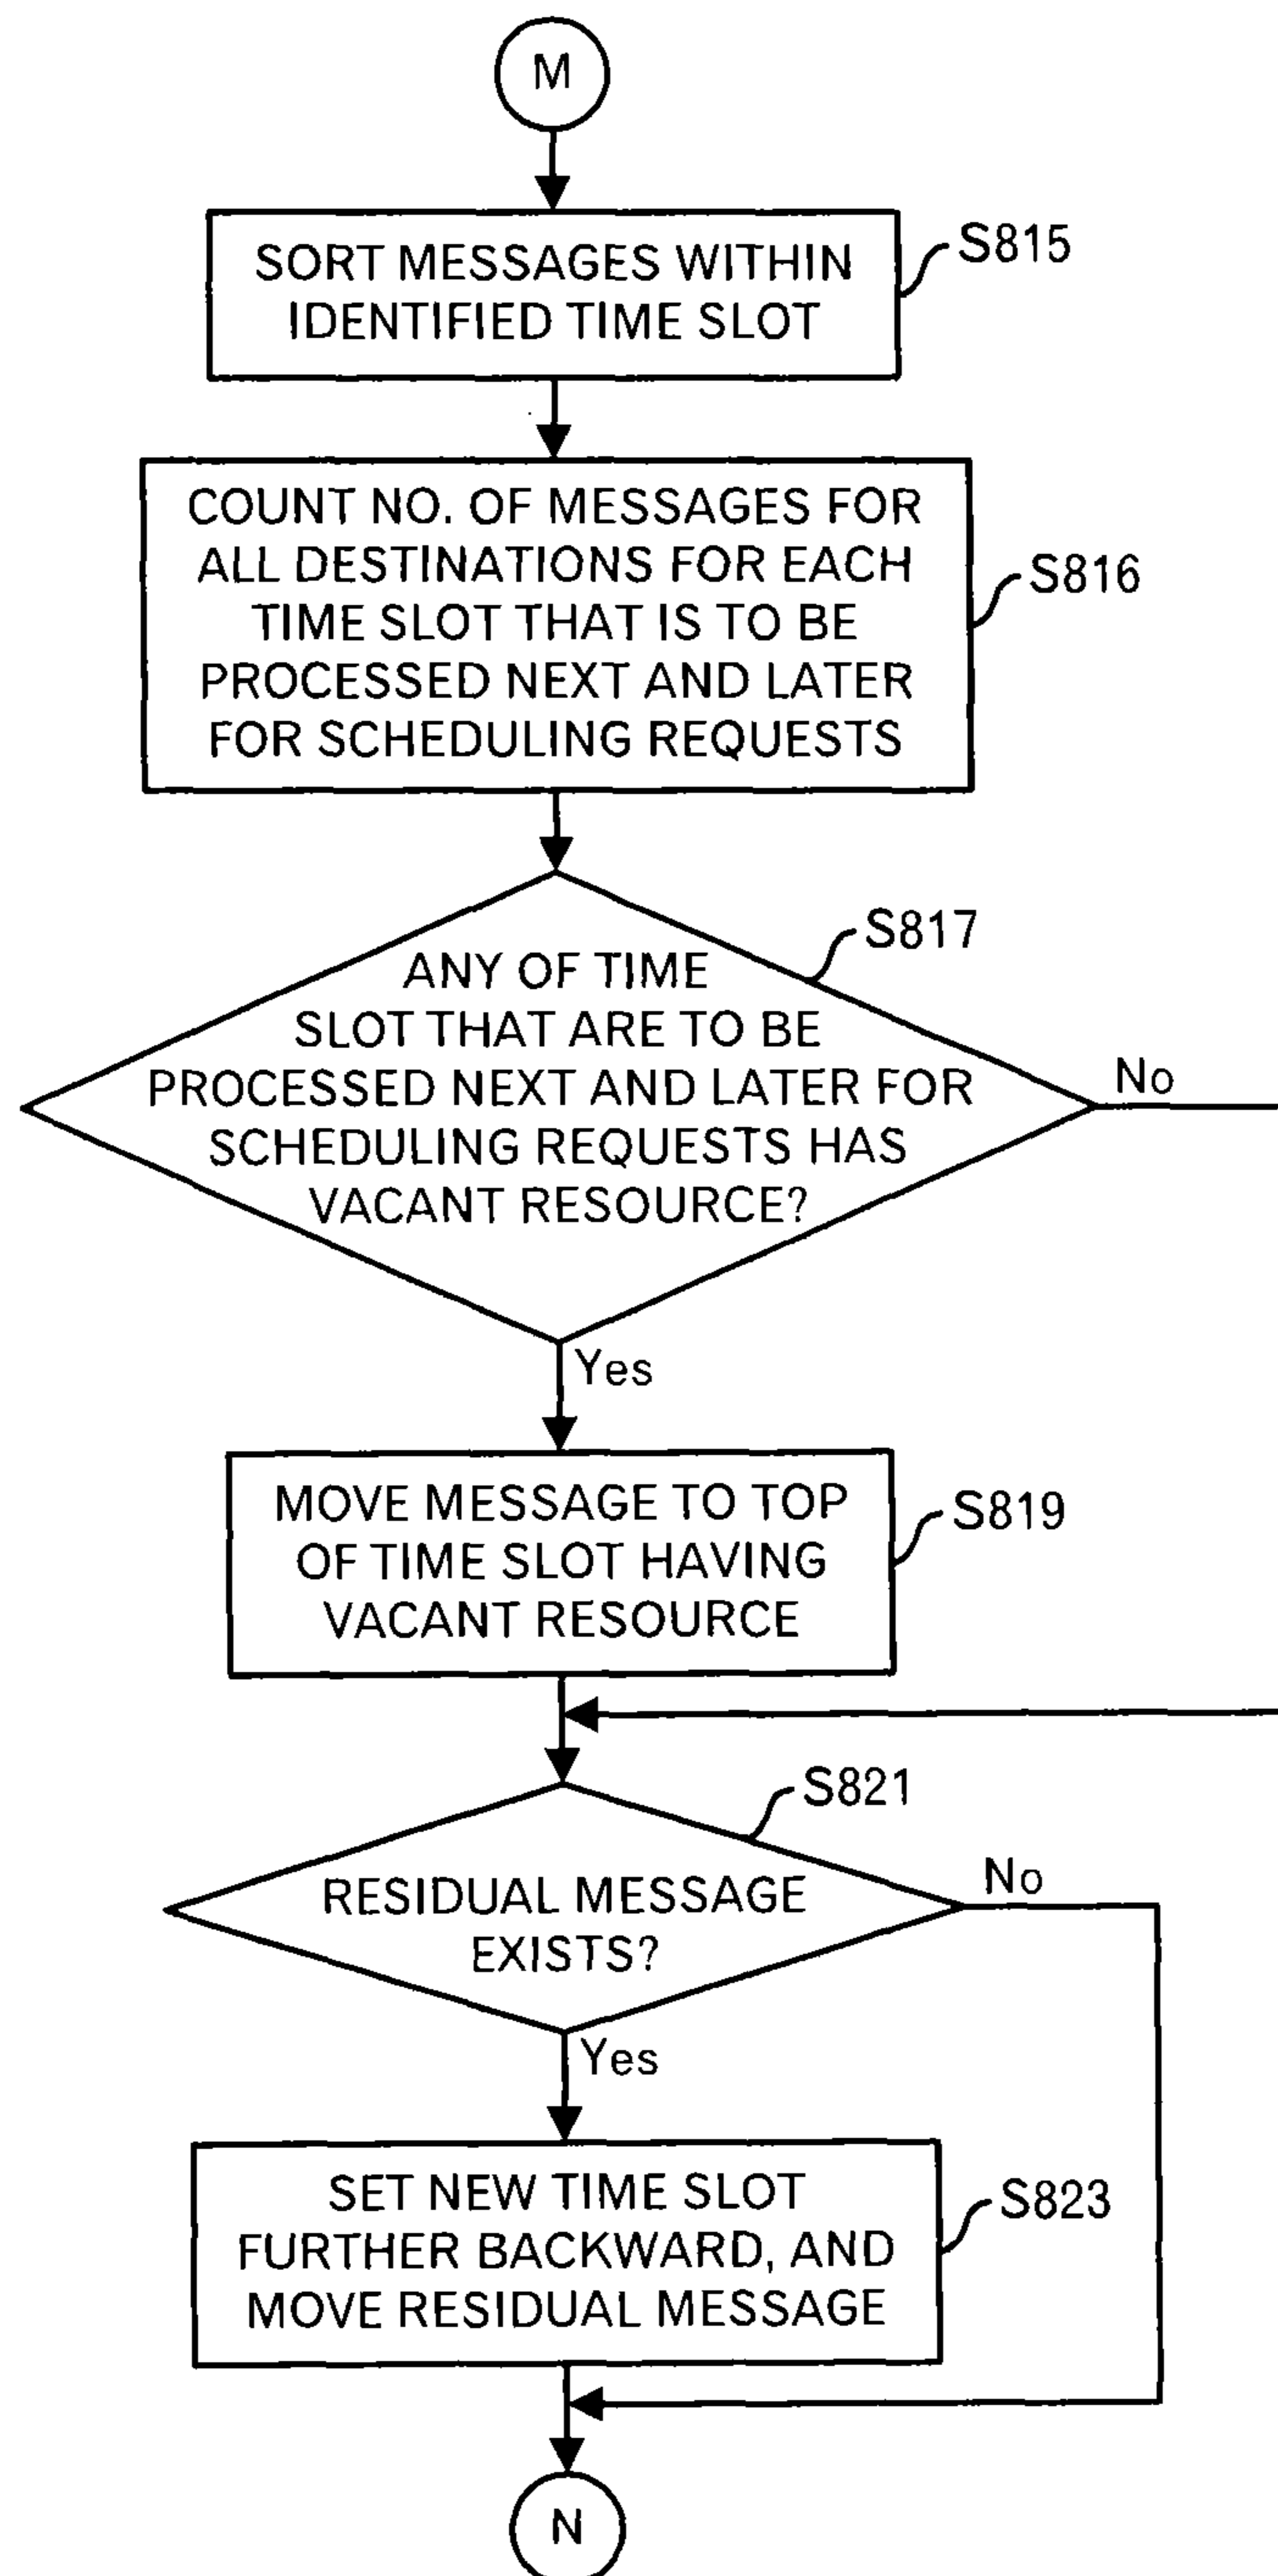 M
SORT MESSAGES WITHIN
IDENTIFIED TIME SLOT
S815
COUNT NO. OF MESSAGES FOR
ALL DESTINATIONS FOR EACH
TIME SLOT THAT IS TO BE
PROCESSED NEXT AND LATER
FOR SCHEDULING REQUESTS
S816
S817
ANY OF TIME
SLOT THAT ARE TO BE
PROCESSED NEXT AND LATER FOR
SCHEDULING REQUESTS HAS
VACANT RESOURCE?
No
Yes
MOVE MESSAGE TO TOP
OF TIME SLOT HAVING
VACANT RESOURCE
S819
S821
RESIDUAL MESSAGE
EXISTS?
No
Yes
SET NEW TIME SLOT
FURTHER BACKWARD, AND
MOVE RESIDUAL MESSAGE
S823
N